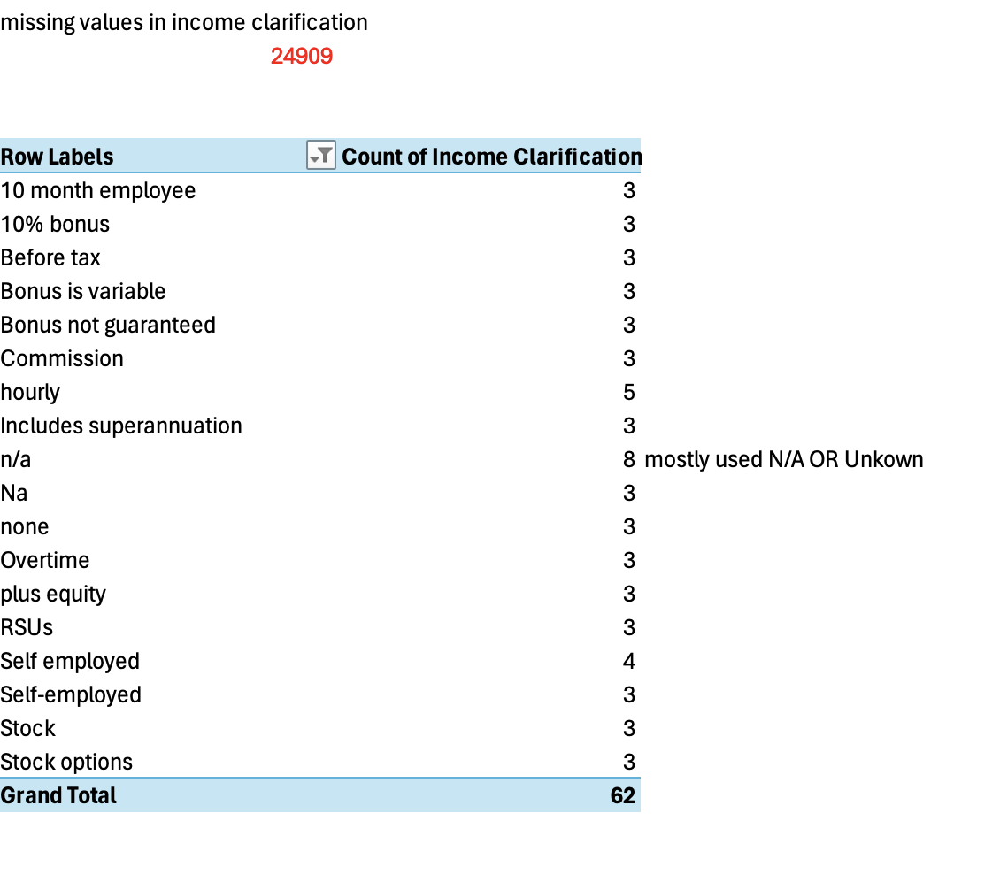 missing values in income clarification
24909
Row Labels Count of Income Clarification
10 month employee 3
10% bonus 3
Before tax 3
Bonus is variable 3
Bonus not guaranteed 3
Commission 3
hourly 5
Includes superannuation 3
n/a 8 mostly used N/A OR Unkown
Na 3
none 3
Overtime 3
plus equity 3
RSUs 3
Self employed 4
Self-employed 3
Stock 3
Stock options 3
Grand Total 62